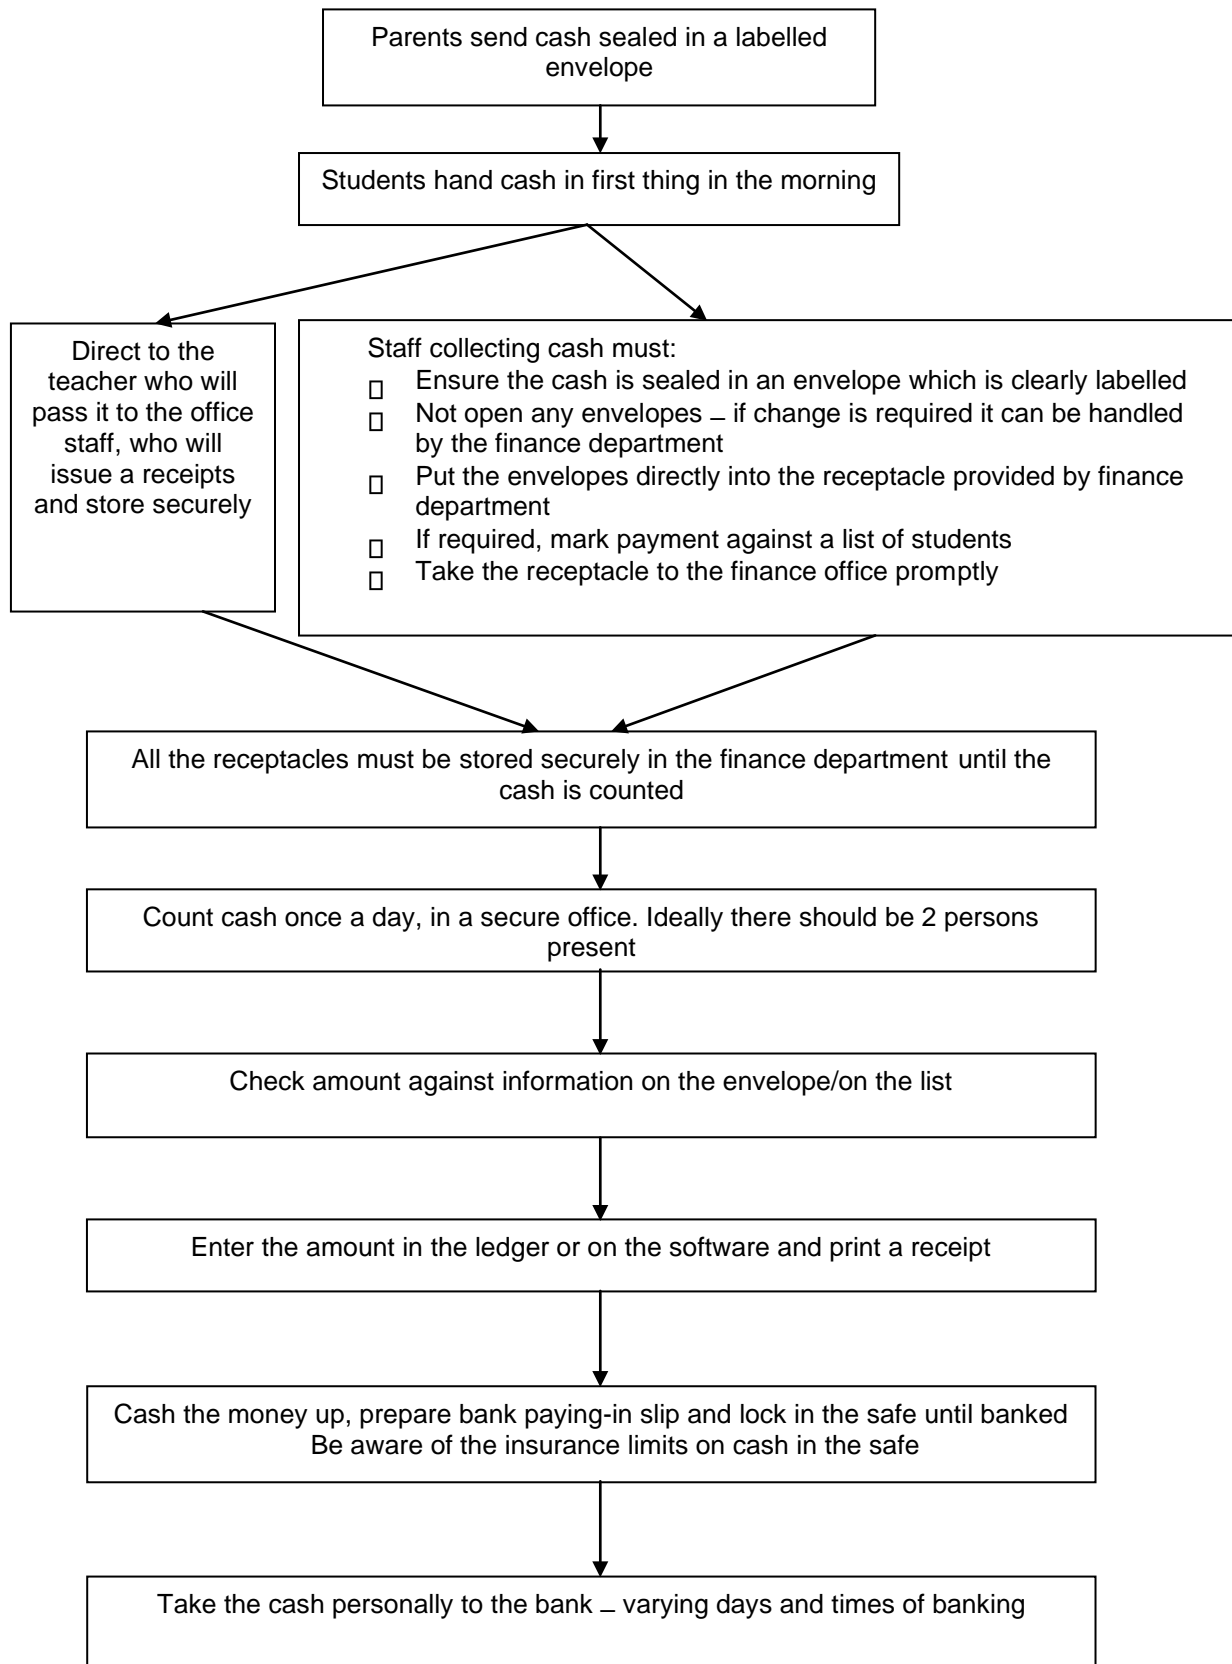 Parents send cash sealed in a labelled
envelope
Students hand cash in first thing in the morning
Direct to the
teacher who will
pass it to the office
staff, who will
issue a receipts
and store securely
Staff collecting cash must:
Ensure the cash is sealed in an envelope which is clearly labelled
Not open any envelopes – if change is required it can be handled
by the finance department
Put the envelopes directly into the receptacle provided by finance
department
If required, mark payment against a list of students
Take the receptacle to the finance office promptly
All the receptacles must be stored securely in the finance department until the
cash is counted
Count cash once a day, in a secure office. Ideally there should be 2 persons
present
Check amount against information on the envelope/on the list
Enter the amount in the ledger or on the software and print a receipt
Cash the money up, prepare bank paying-in slip and lock in the safe until banked
Be aware of the insurance limits on cash in the safe
Take the cash personally to the bank – varying days and times of banking